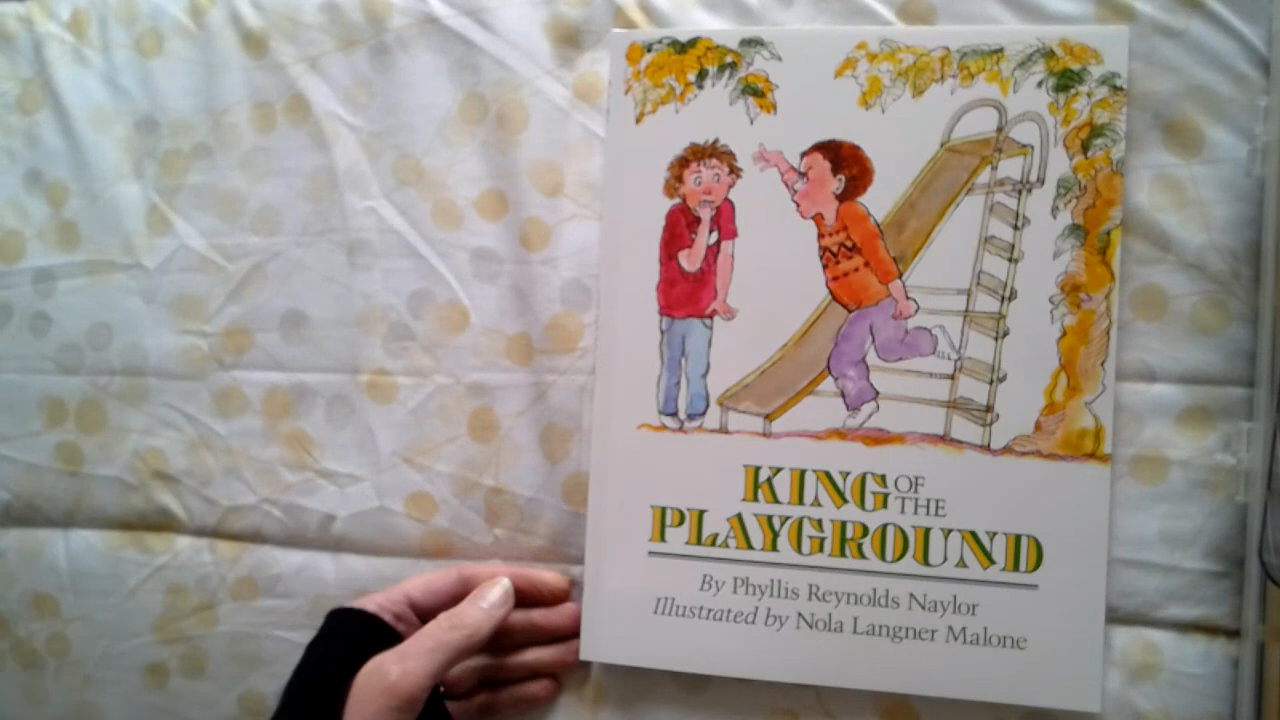 KING OF THE
PLAYGROUND
By Phyllis Reynolds Naylor
Illustrated by Nola Langner Malone